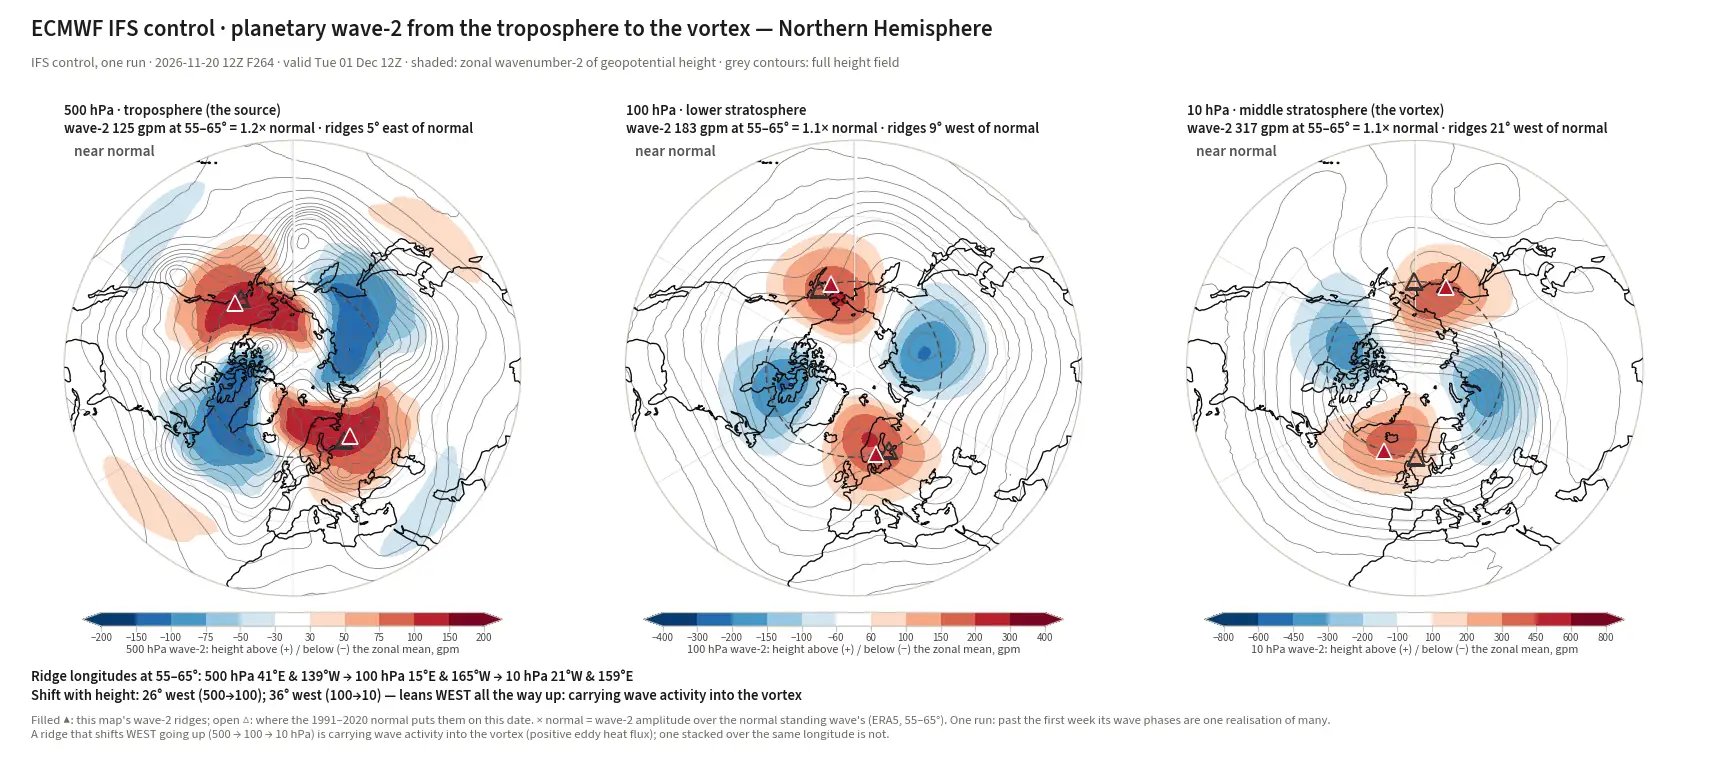 ECMWF IFS control · planetary wave-2 from the troposphere to the vortex — Northern Hemisphere
IFS control, one run · 2026-11-20 12Z F264 · valid Tue 01 Dec 12Z · shaded: zonal wavenumber-2 of geopotential height · grey contours: full height field
500 hPa · troposphere (the source)
wave-2 125 gpm at 55–65° = 1.2× normal · ridges 5° east of normal
near normal
100 hPa · lower stratosphere
wave-2 183 gpm at 55–65° = 1.1× normal · ridges 9° west of normal
near normal
10 hPa · middle stratosphere (the vortex)
wave-2 317 gpm at 55–65° = 1.1× normal · ridges 21° west of normal
near normal
−200 −150 −100 −75 −50 −30 30 50 75 100 150 200
500 hPa wave-2: height above (+) / below (−) the zonal mean, gpm
−400 −300 −200 −150 −100 −60 60 100 150 200 300 400
100 hPa wave-2: height above (+) / below (−) the zonal mean, gpm
−800 −600 −450 −300 −200 −100 100 200 300 450 600 800
10 hPa wave-2: height above (+) / below (−) the zonal mean, gpm
Ridge longitudes at 55–65°: 500 hPa 41°E & 139°W → 100 hPa 15°E & 165°W → 10 hPa 21°W & 159°E
Shift with height: 26° west (500→100); 36° west (100→10) — leans WEST all the way up: carrying wave activity into the vortex
Filled ▲: this map's wave-2 ridges; open △: where the 1991–2020 normal puts them on this date. × normal = wave-2 amplitude over the normal standing wave's (ERA5, 55–65°). One run: past the first week its wave phases are one realisation of many.
A ridge that shifts WEST going up (500 → 100 → 10 hPa) is carrying wave activity into the vortex (positive eddy heat flux); one stacked over the same longitude is not.